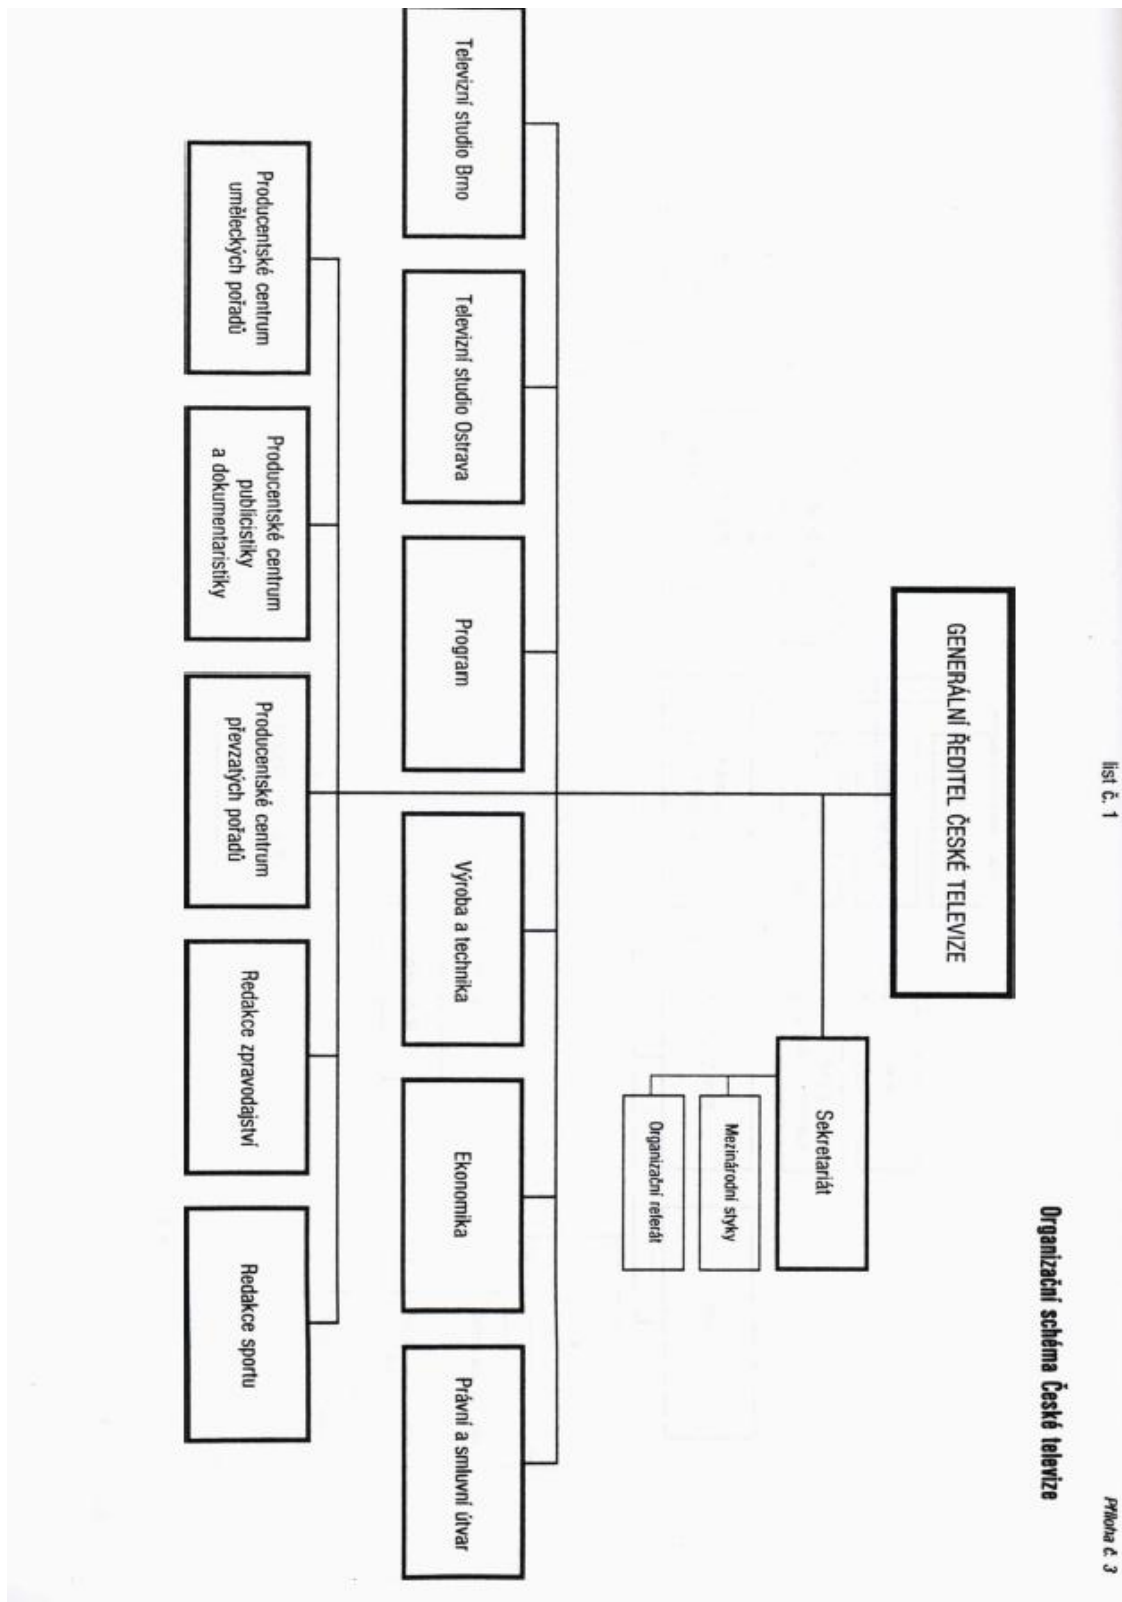 Příloha č. 3
list č. 1
Organizační schéma České televize
GENERÁLNÍ ŘEDITEL ČESKÉ TELEVIZE
Sekretariát
Mezinárodní styky
Organizační referát
Televizní studio Brno
Televizní studio Ostrava
Program
Výroba a technika
Ekonomika
Právní a smluvní útvar
Producentské centrum
uměleckých pořadů
Producentské centrum
publicistiky
a dokumentaristiky
Producentské centrum
převzatých pořadů
Redakce zpravodajství
Redakce sportu